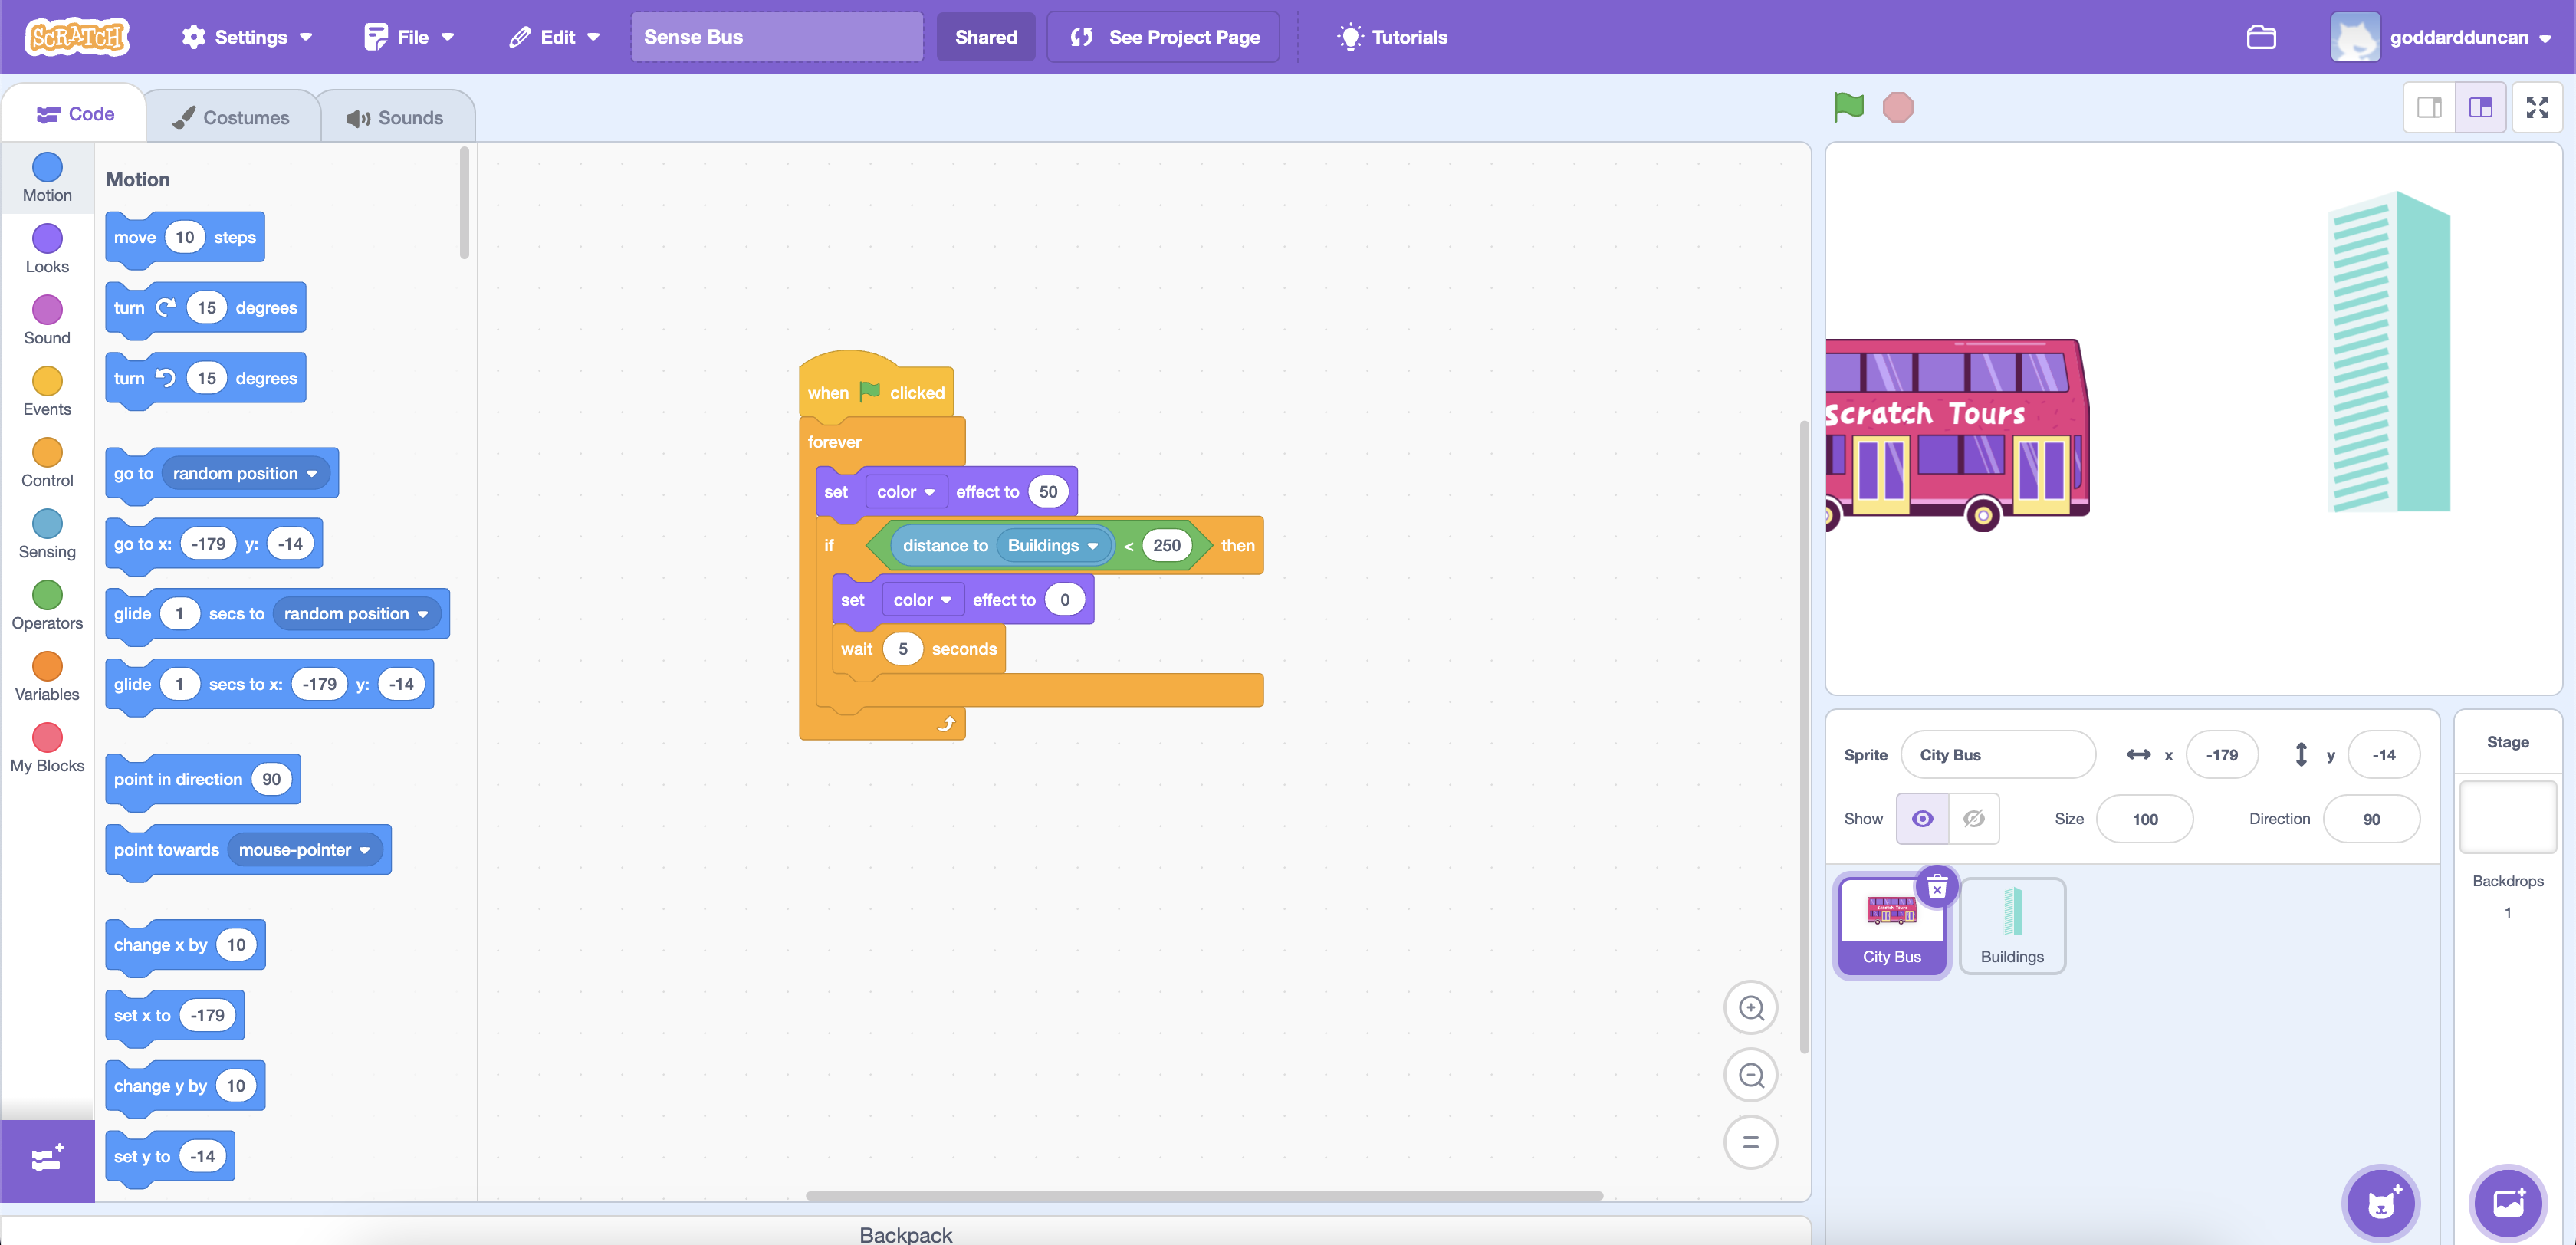 SCRATCH Settings File Edit Sense Bus Shared See Project Page Tutorials goddardduncan
Code Costumes Sounds
Motion
Looks
Sound
Events
Control
Sensing
Operators
Variables
My Blocks
Motion
move 10 steps
turn 15 degrees
turn 15 degrees
go to random position
go to x: -179 y: -14
glide 1 secs to random position
glide 1 secs to x: -179 y: -14
point in direction 90
point towards mouse-pointer
change x by 10
set x to -179
change y by 10
set y to -14
when clicked
forever
set color effect to 50
if distance to Buildings < 250 then
set color effect to 0
wait 5 seconds
Backpack
Scratch Tours
Sprite City Bus x -179 y -14
Show Size 100 Direction 90
Scratch Tours
City Bus
Buildings
Stage
Backdrops
1